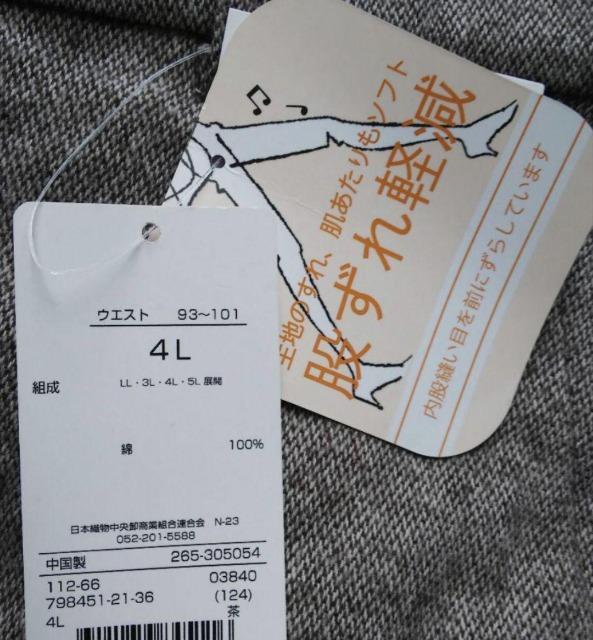 ウエスト 93～101
4L
組成 LL・3L・4L・5L 展開
綿 100%
日本織物中央卸商業組合連合会 N-23
052-201-5588
中国製 265-305054
112-66 03840
798451-21-36 (124)
4L 茶
生地のすれ、肌あたりもソフト
股ずれ軽減
内股縫い目を前にずらしています